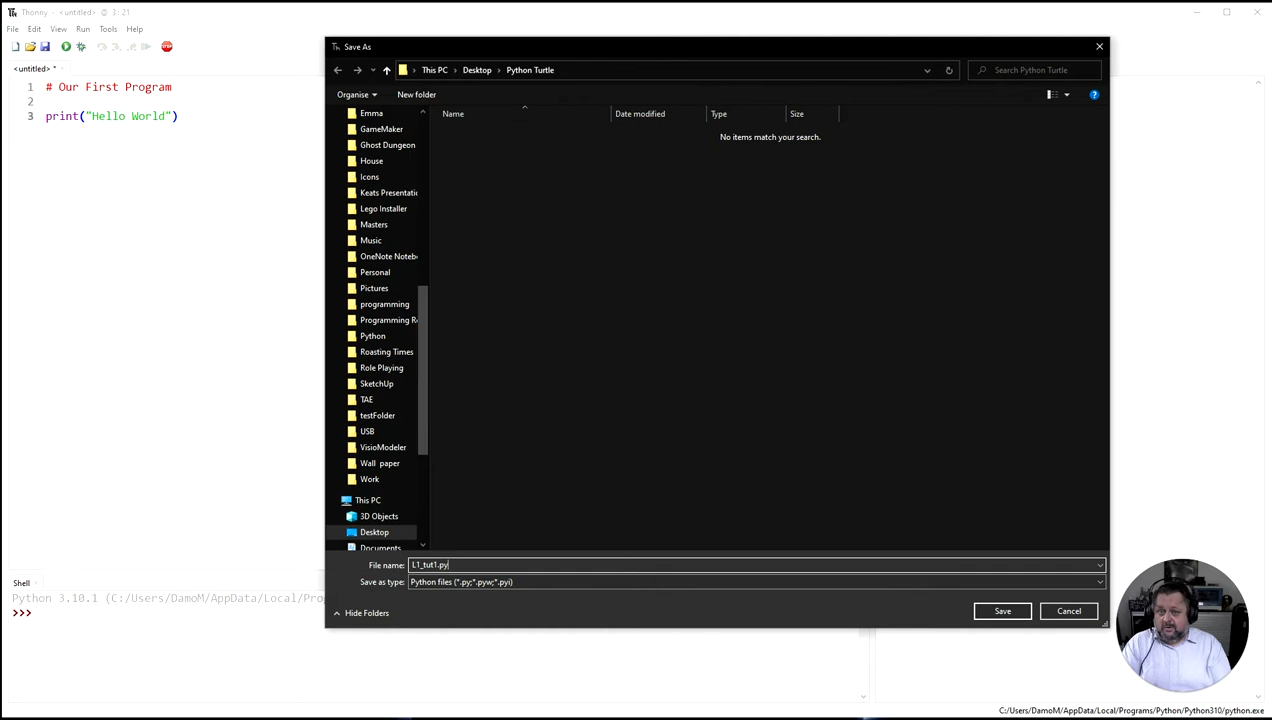 Thonny - <untitled> @ 3: 21
File Edit View Run Tools Help
<untitled> *
1 # Our First Program
2
3 print("Hello World")
Save As
This PC > Desktop > Python Turtle
Search Python Turtle
Organise New folder
Name Date modified Type Size
No items match your search.
Emma
GameMaker
Ghost Dungeon
House
Icons
Keats Presentati
Lego Installer
Masters
Music
OneNote Noteb
Personal
Pictures
programming
Programming R
Python
Roasting Times
Role Playing
SketchUp
TAE
testFolder
USB
VisioModeler
Wall paper
Work
This PC
3D Objects
Desktop
Documents
File name: L1_tut1.py
Save as type: Python files (*.py;*.pyw;*.pyi)
Hide Folders
Save Cancel
Shell
Python 3.10.1 (C:/Users/DamoM/AppData/Local/Pro
>>>
C:/Users/DamoM/AppData/Local/Programs/Python/Python310/python.exe